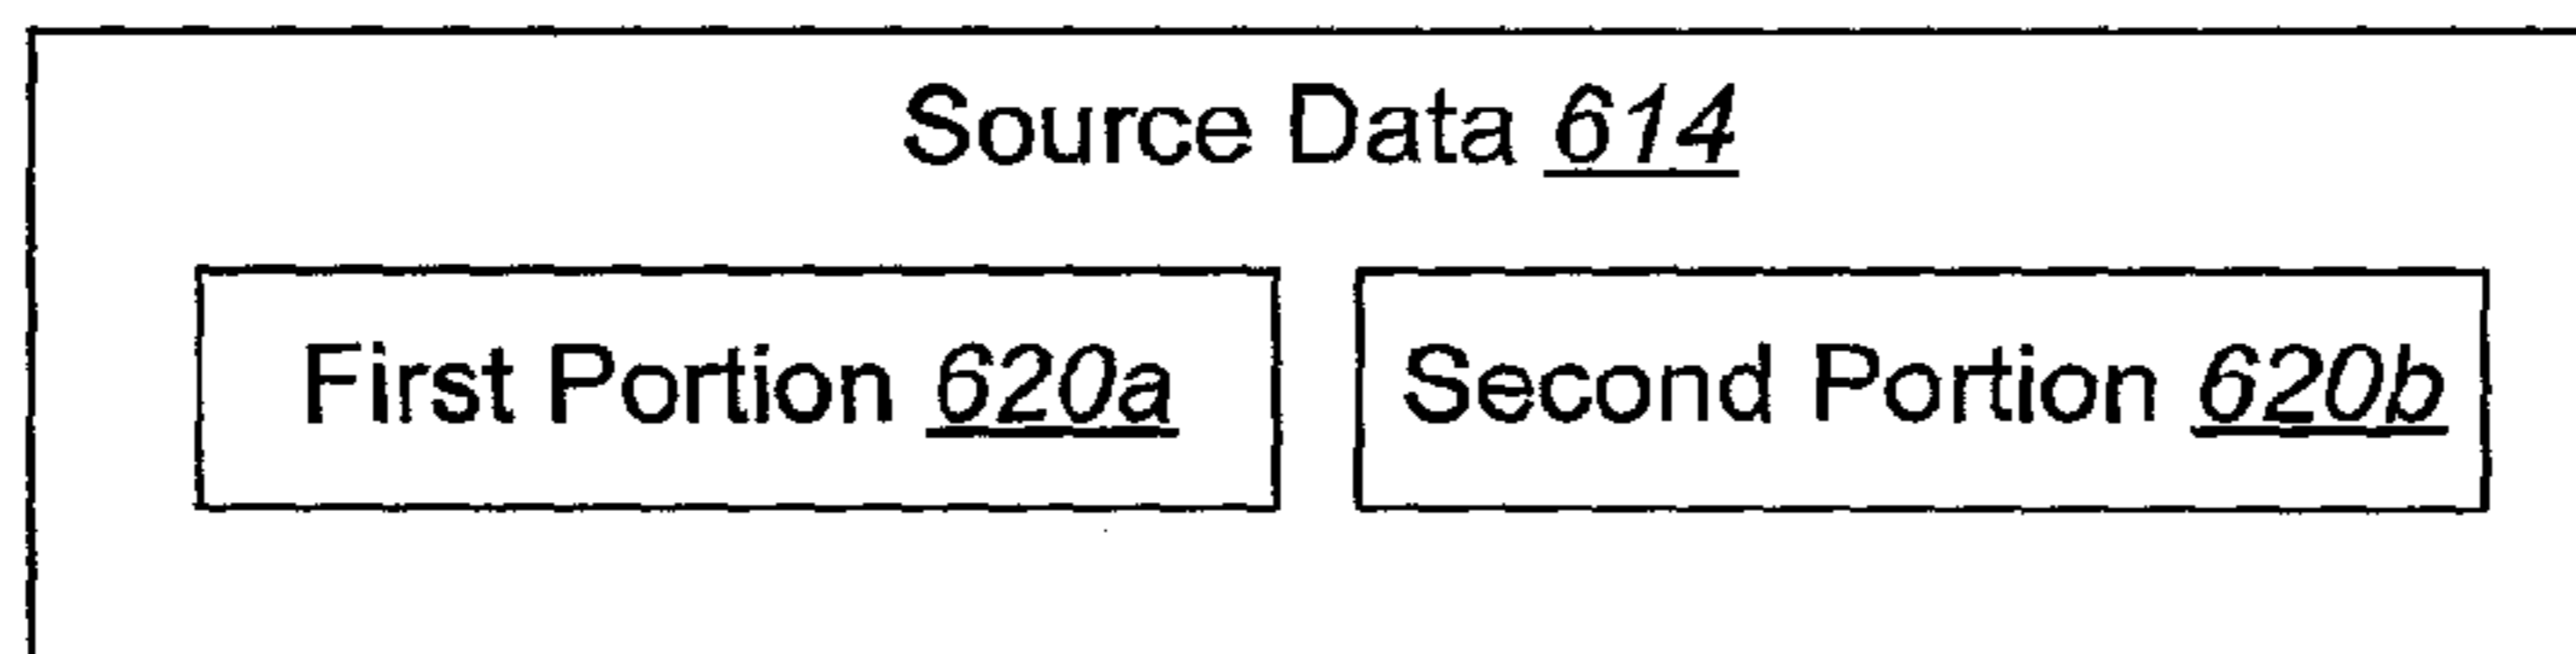 Source Data 614
First Portion 620a
Second Portion 620b